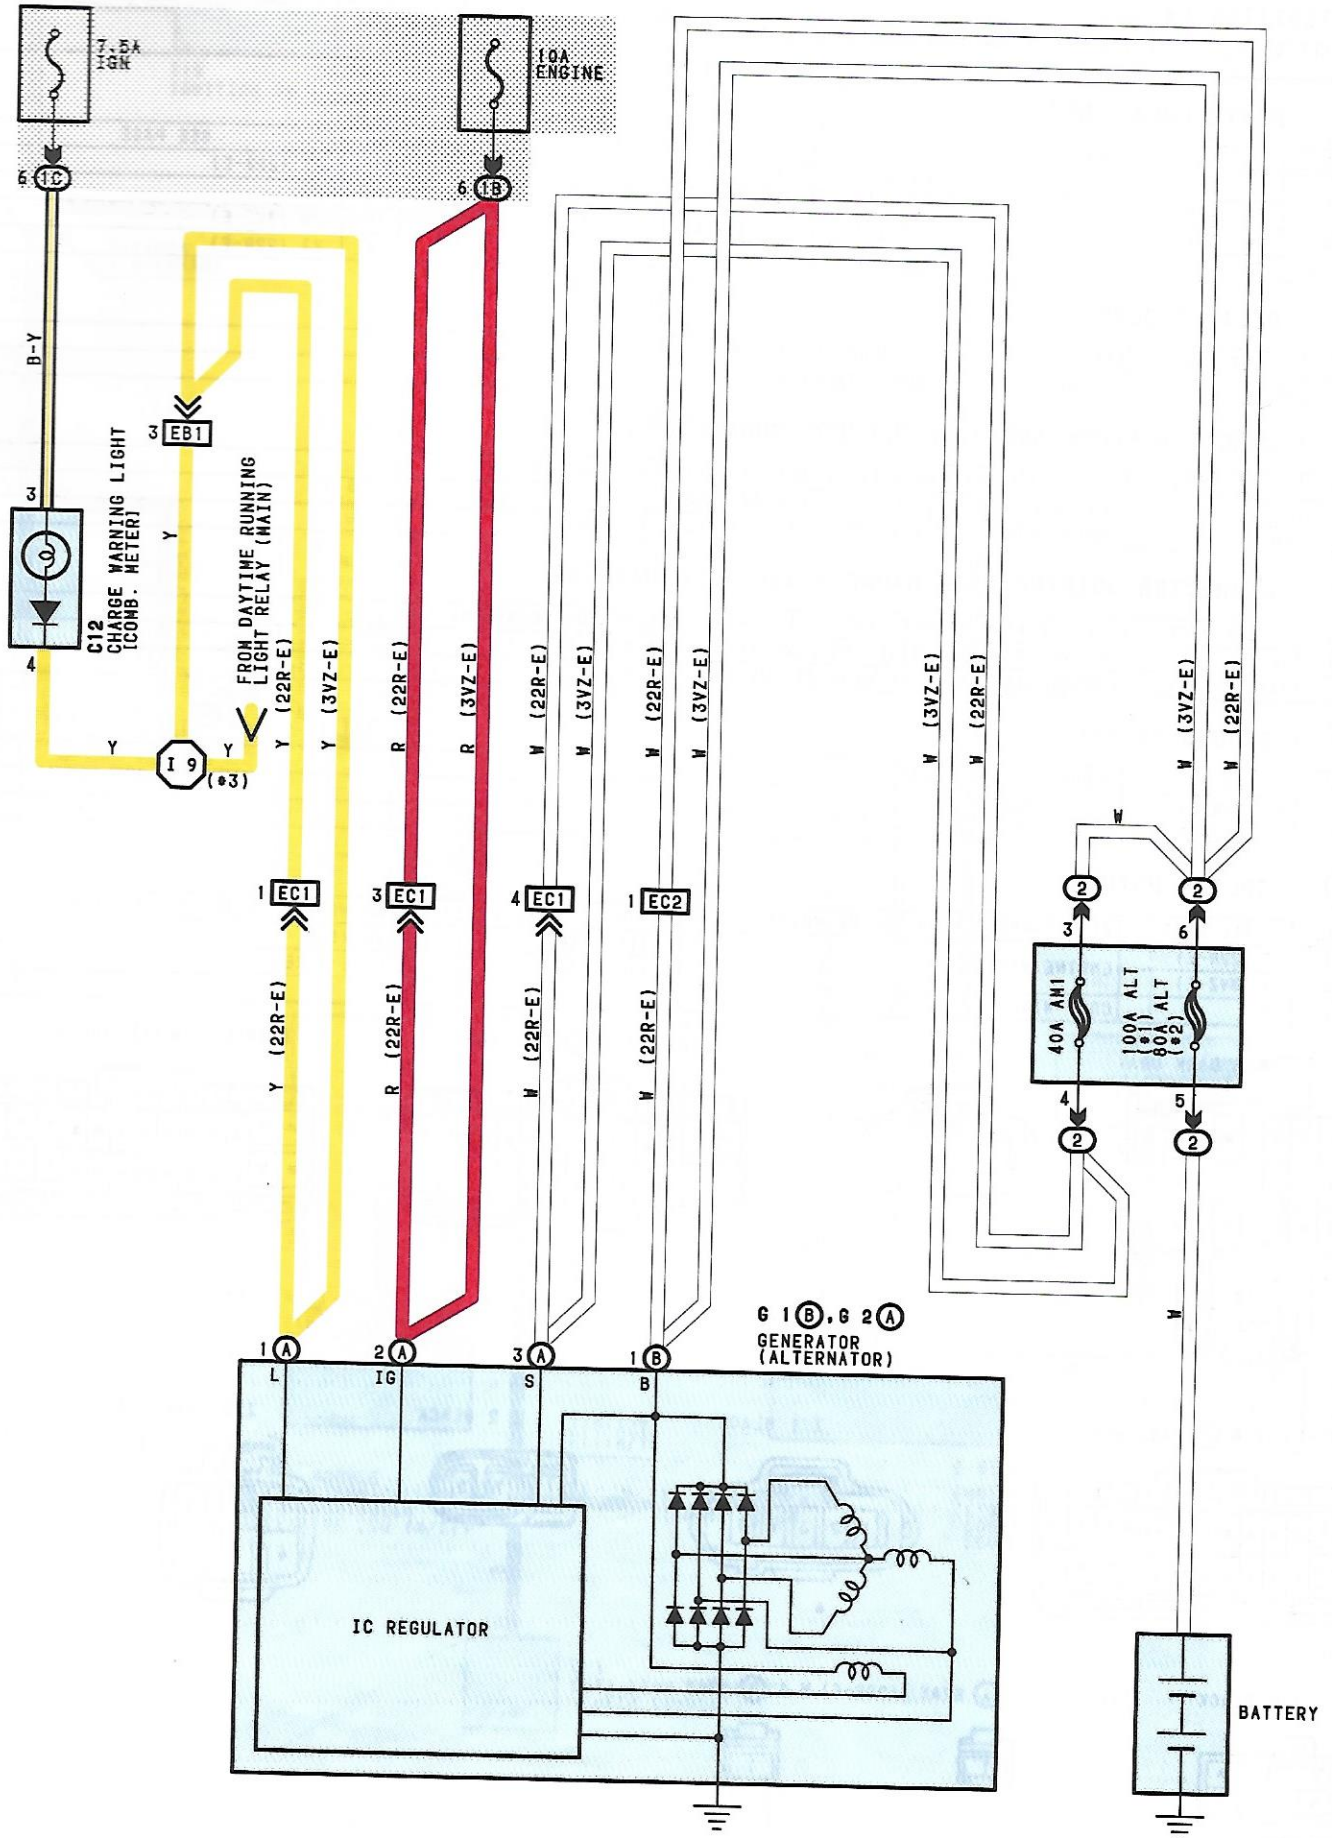 7.5A
IGN
10A
ENGINE
6 1C
6 1B
B-Y
3 EB1
Y
3
C12
CHARGE WARNING LIGHT
[COMB. METER]
4
FROM DAYTIME RUNNING
LIGHT RELAY (MAIN)
Y
I 9
Y
(*3)
Y (22R-E)
Y (3VZ-E)
R (22R-E)
R (3VZ-E)
W (22R-E)
W (3VZ-E)
W (22R-E)
W (3VZ-E)
W (3VZ-E)
W (22R-E)
W (3VZ-E)
W (22R-E)
W
1 EC1
3 EC1
4 EC1
1 EC2
2
2
3
6
40A AM1
100A ALT
(*1)
80A ALT
(*2)
4
5
2
2
Y (22R-E)
R (22R-E)
W (22R-E)
W (22R-E)
W
G 1 B, G 2 A
GENERATOR
(ALTERNATOR)
1 A
2 A
3 A
1 B
L
IG
S
B
IC REGULATOR
BATTERY